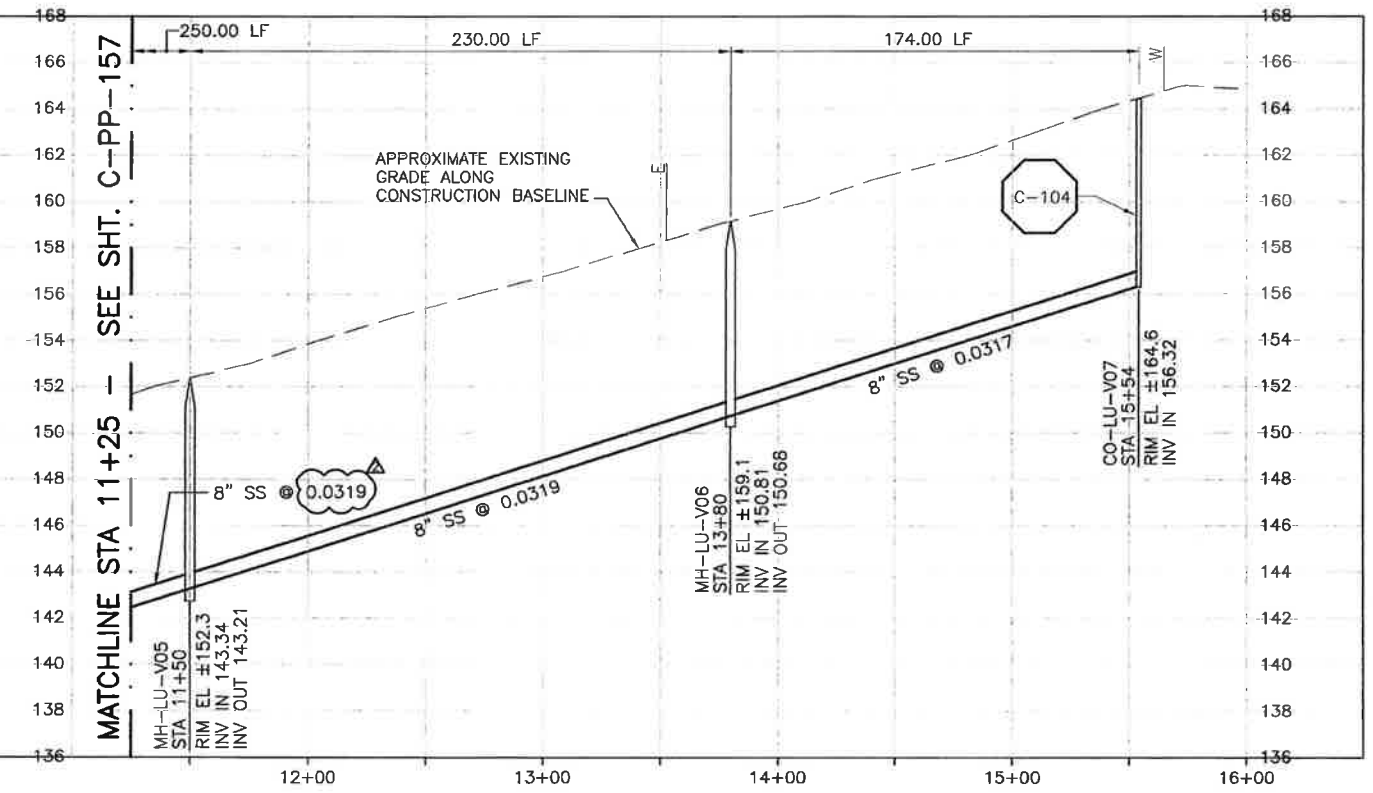 168
166
164
162
160
158
156
154
152
150
148
146
144
142
140
138
136
MATCHLINE STA 11+25 - SEE SHT. C-PP-157
250.00 LF
230.00 LF
174.00 LF
W
APPROXIMATE EXISTING
GRADE ALONG
CONSTRUCTION BASELINE
E
C-104
8" SS @ 0.0319
8" SS @ 0.0319
8" SS @ 0.0317
MH-LU-V05
STA 11+50
RIM EL ±152.3
INV IN 143.34
INV OUT 143.21
MH-LU-V06
STA 13+80
RIM EL ±159.1
INV IN 150.81
INV OUT 150.68
CO-LU-V07
STA 15+54
RIM EL ±164.6
INV IN 156.32
168
166
164
162
160
158
156
154
152
150
148
146
144
142
140
138
136
12+00
13+00
14+00
15+00
16+00